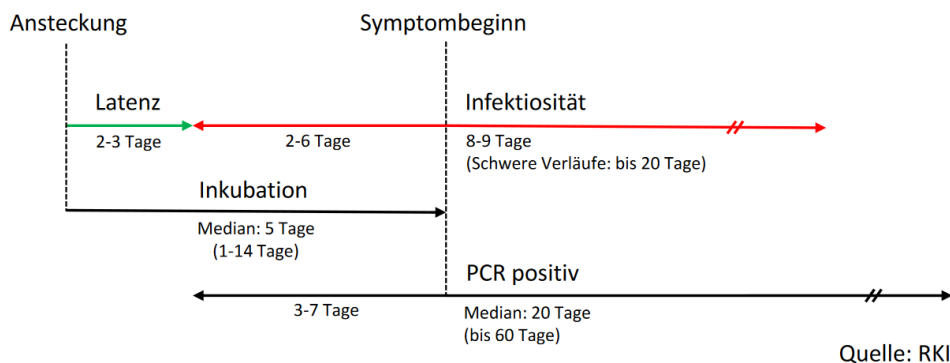 Ansteckung
Symptombeginn
Latenz
Infektiosität
2-3 Tage
2-6 Tage
8-9 Tage
(Schwere Verläufe: bis 20 Tage)
Inkubation
Median: 5 Tage
(1-14 Tage)
PCR positiv
3-7 Tage
Median: 20 Tage
(bis 60 Tage)
Quelle: RKI